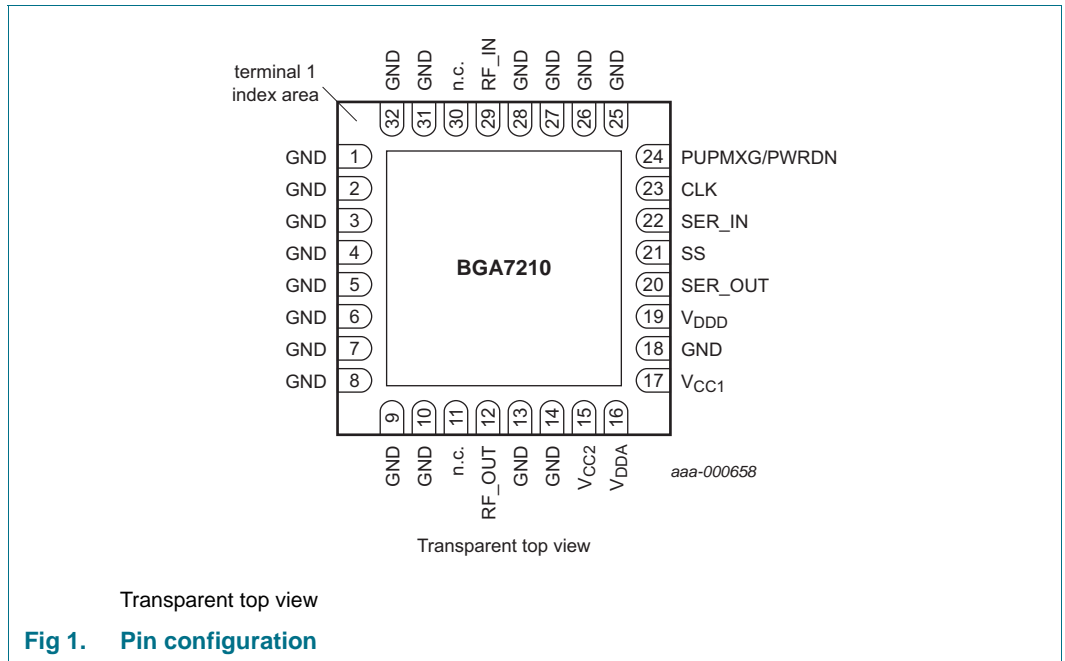 GND
GND
n.c.
RF_IN
GND
GND
GND
GND
terminal 1
index area
32
31
30
29
28
27
26
25
GND 1
GND 2
GND 3
GND 4
GND 5
GND 6
GND 7
GND 8
BGA7210
24 PUPMXG/PWRDN
23 CLK
22 SER_IN
21 SS
20 SER_OUT
19 VDDD
18 GND
17 VCC1
9
10
11
12
13
14
15
16
GND
GND
n.c.
RF_OUT
GND
GND
VCC2
VDDA
aaa-000658
Transparent top view
Transparent top view
Fig 1. Pin configuration